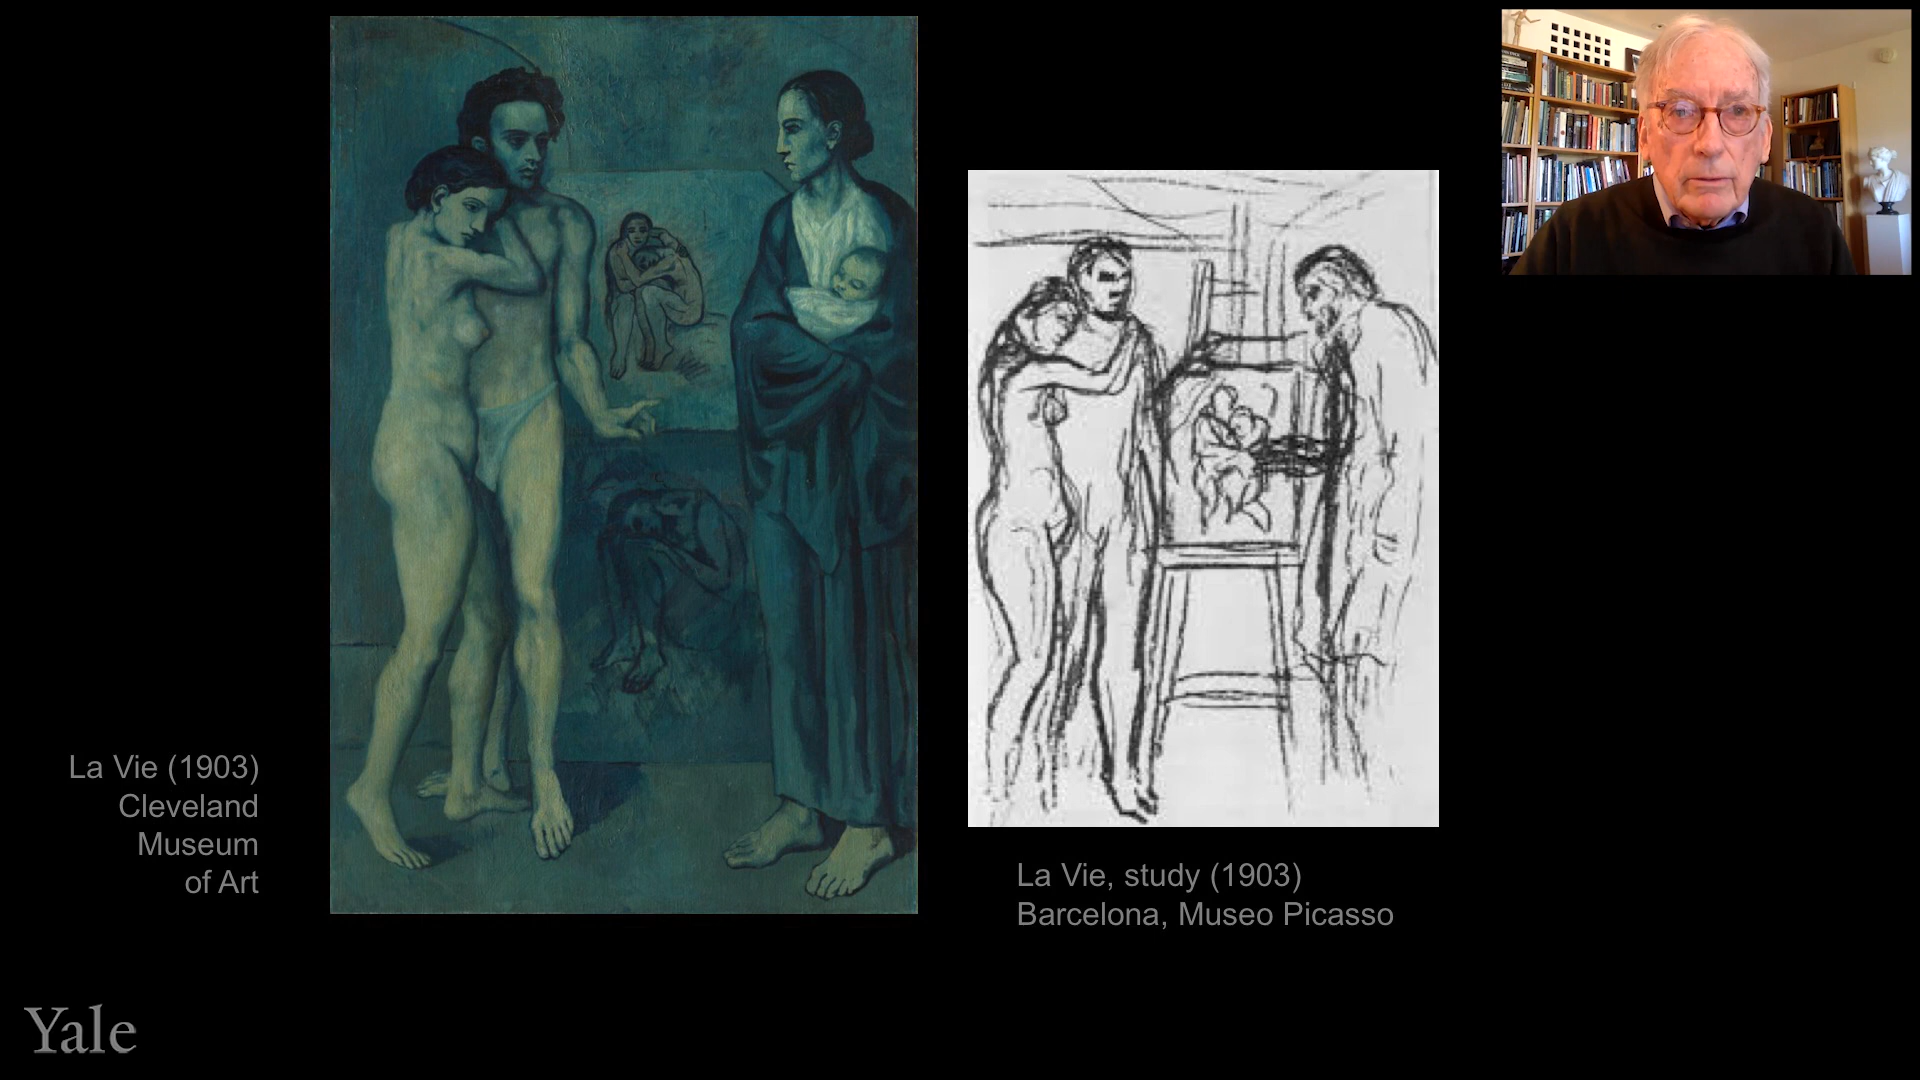 La Vie (1903)
Cleveland
Museum
of Art
La Vie, study (1903)
Barcelona, Museo Picasso
Yale